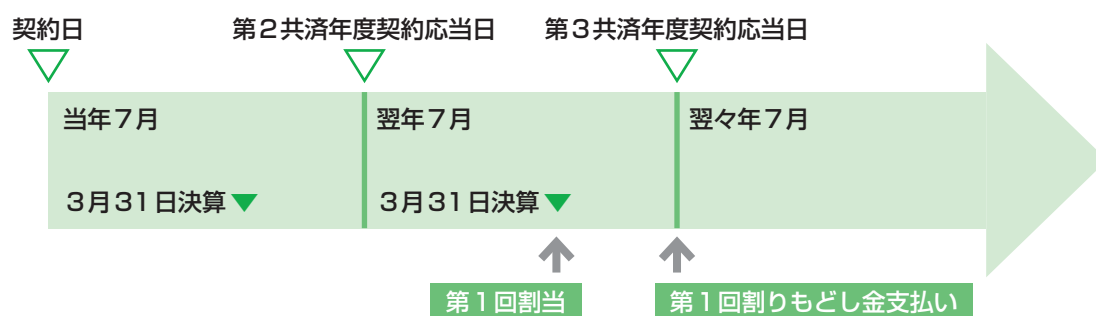 契約日
第2共済年度契約応当日
第3共済年度契約応当日
当年7月
翌年7月
翌々年7月
3月31日決算
3月31日決算
第1回割当
第1回割りもどし金支払い